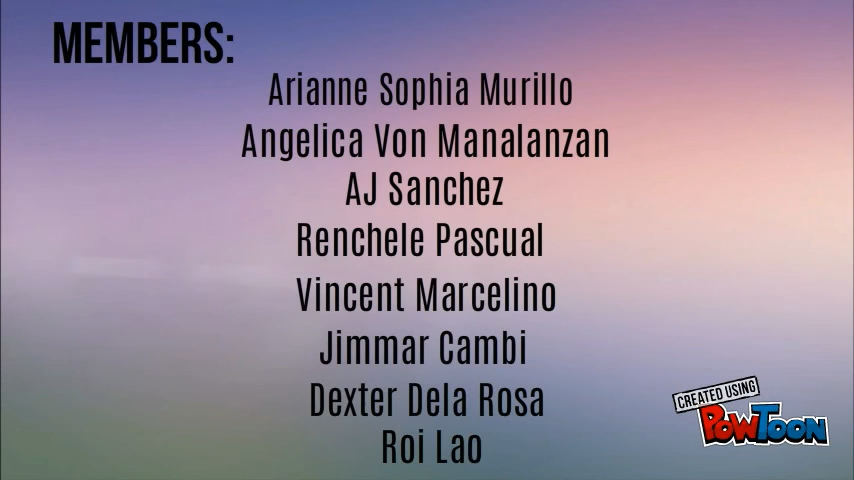 MEMBERS:
Arianne Sophia Murillo
Angelica Von Manalanzan
AJ Sanchez
Renchele Pascual
Vincent Marcelino
Jimmar Cambi
Dexter Dela Rosa
Roi Lao
CREATED USING
POWTOON